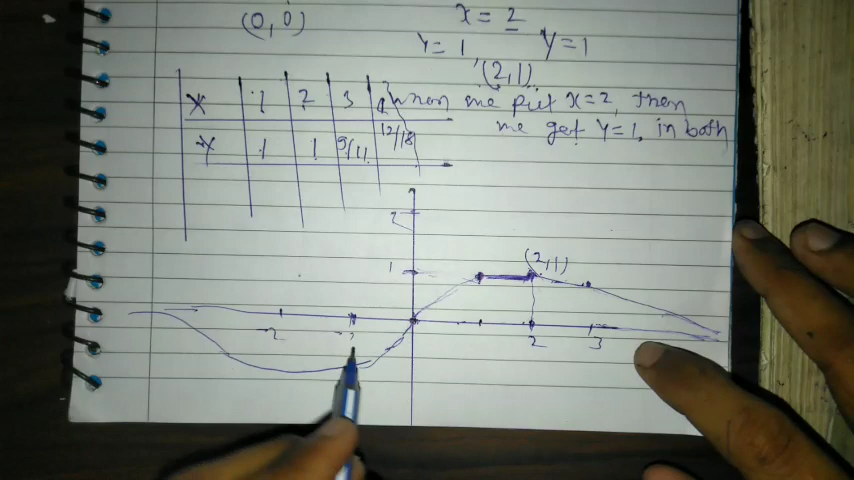 (0, 0)
X = 2
Y = 1, Y = 1
(2,1)
X 1 2 3 4
Y 1 1 9/11 12/18
when we put X=2, then
we get Y=1, in both
2
1
(2,1)
-2
2 3